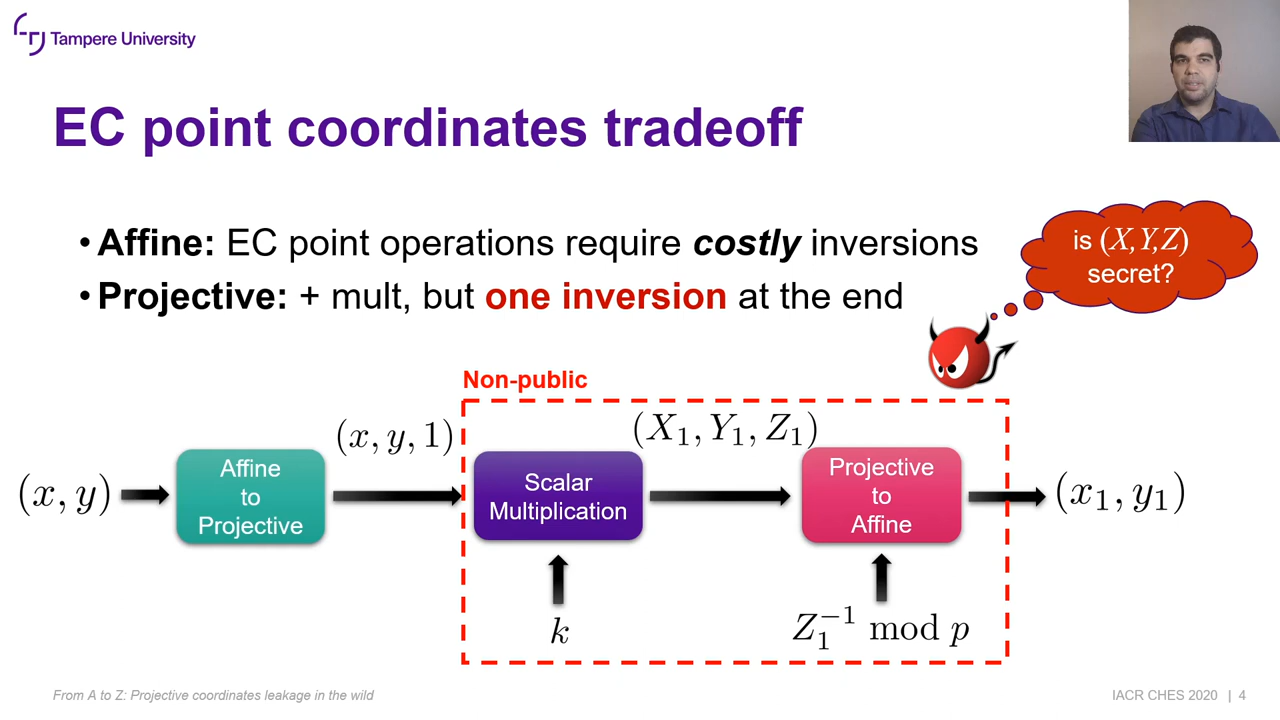 Tampere University
EC point coordinates tradeoff
• Affine: EC point operations require costly inversions
• Projective: + mult, but one inversion at the end
is (X,Y,Z)
secret?
Non-public
(x, y)
Affine
to
Projective
(x, y, 1)
Scalar
Multiplication
k
(X₁, Y₁, Z₁)
Projective
to
Affine
Z₁⁻¹ mod p
(x₁, y₁)
From A to Z: Projective coordinates leakage in the wild
IACR CHES 2020 | 4